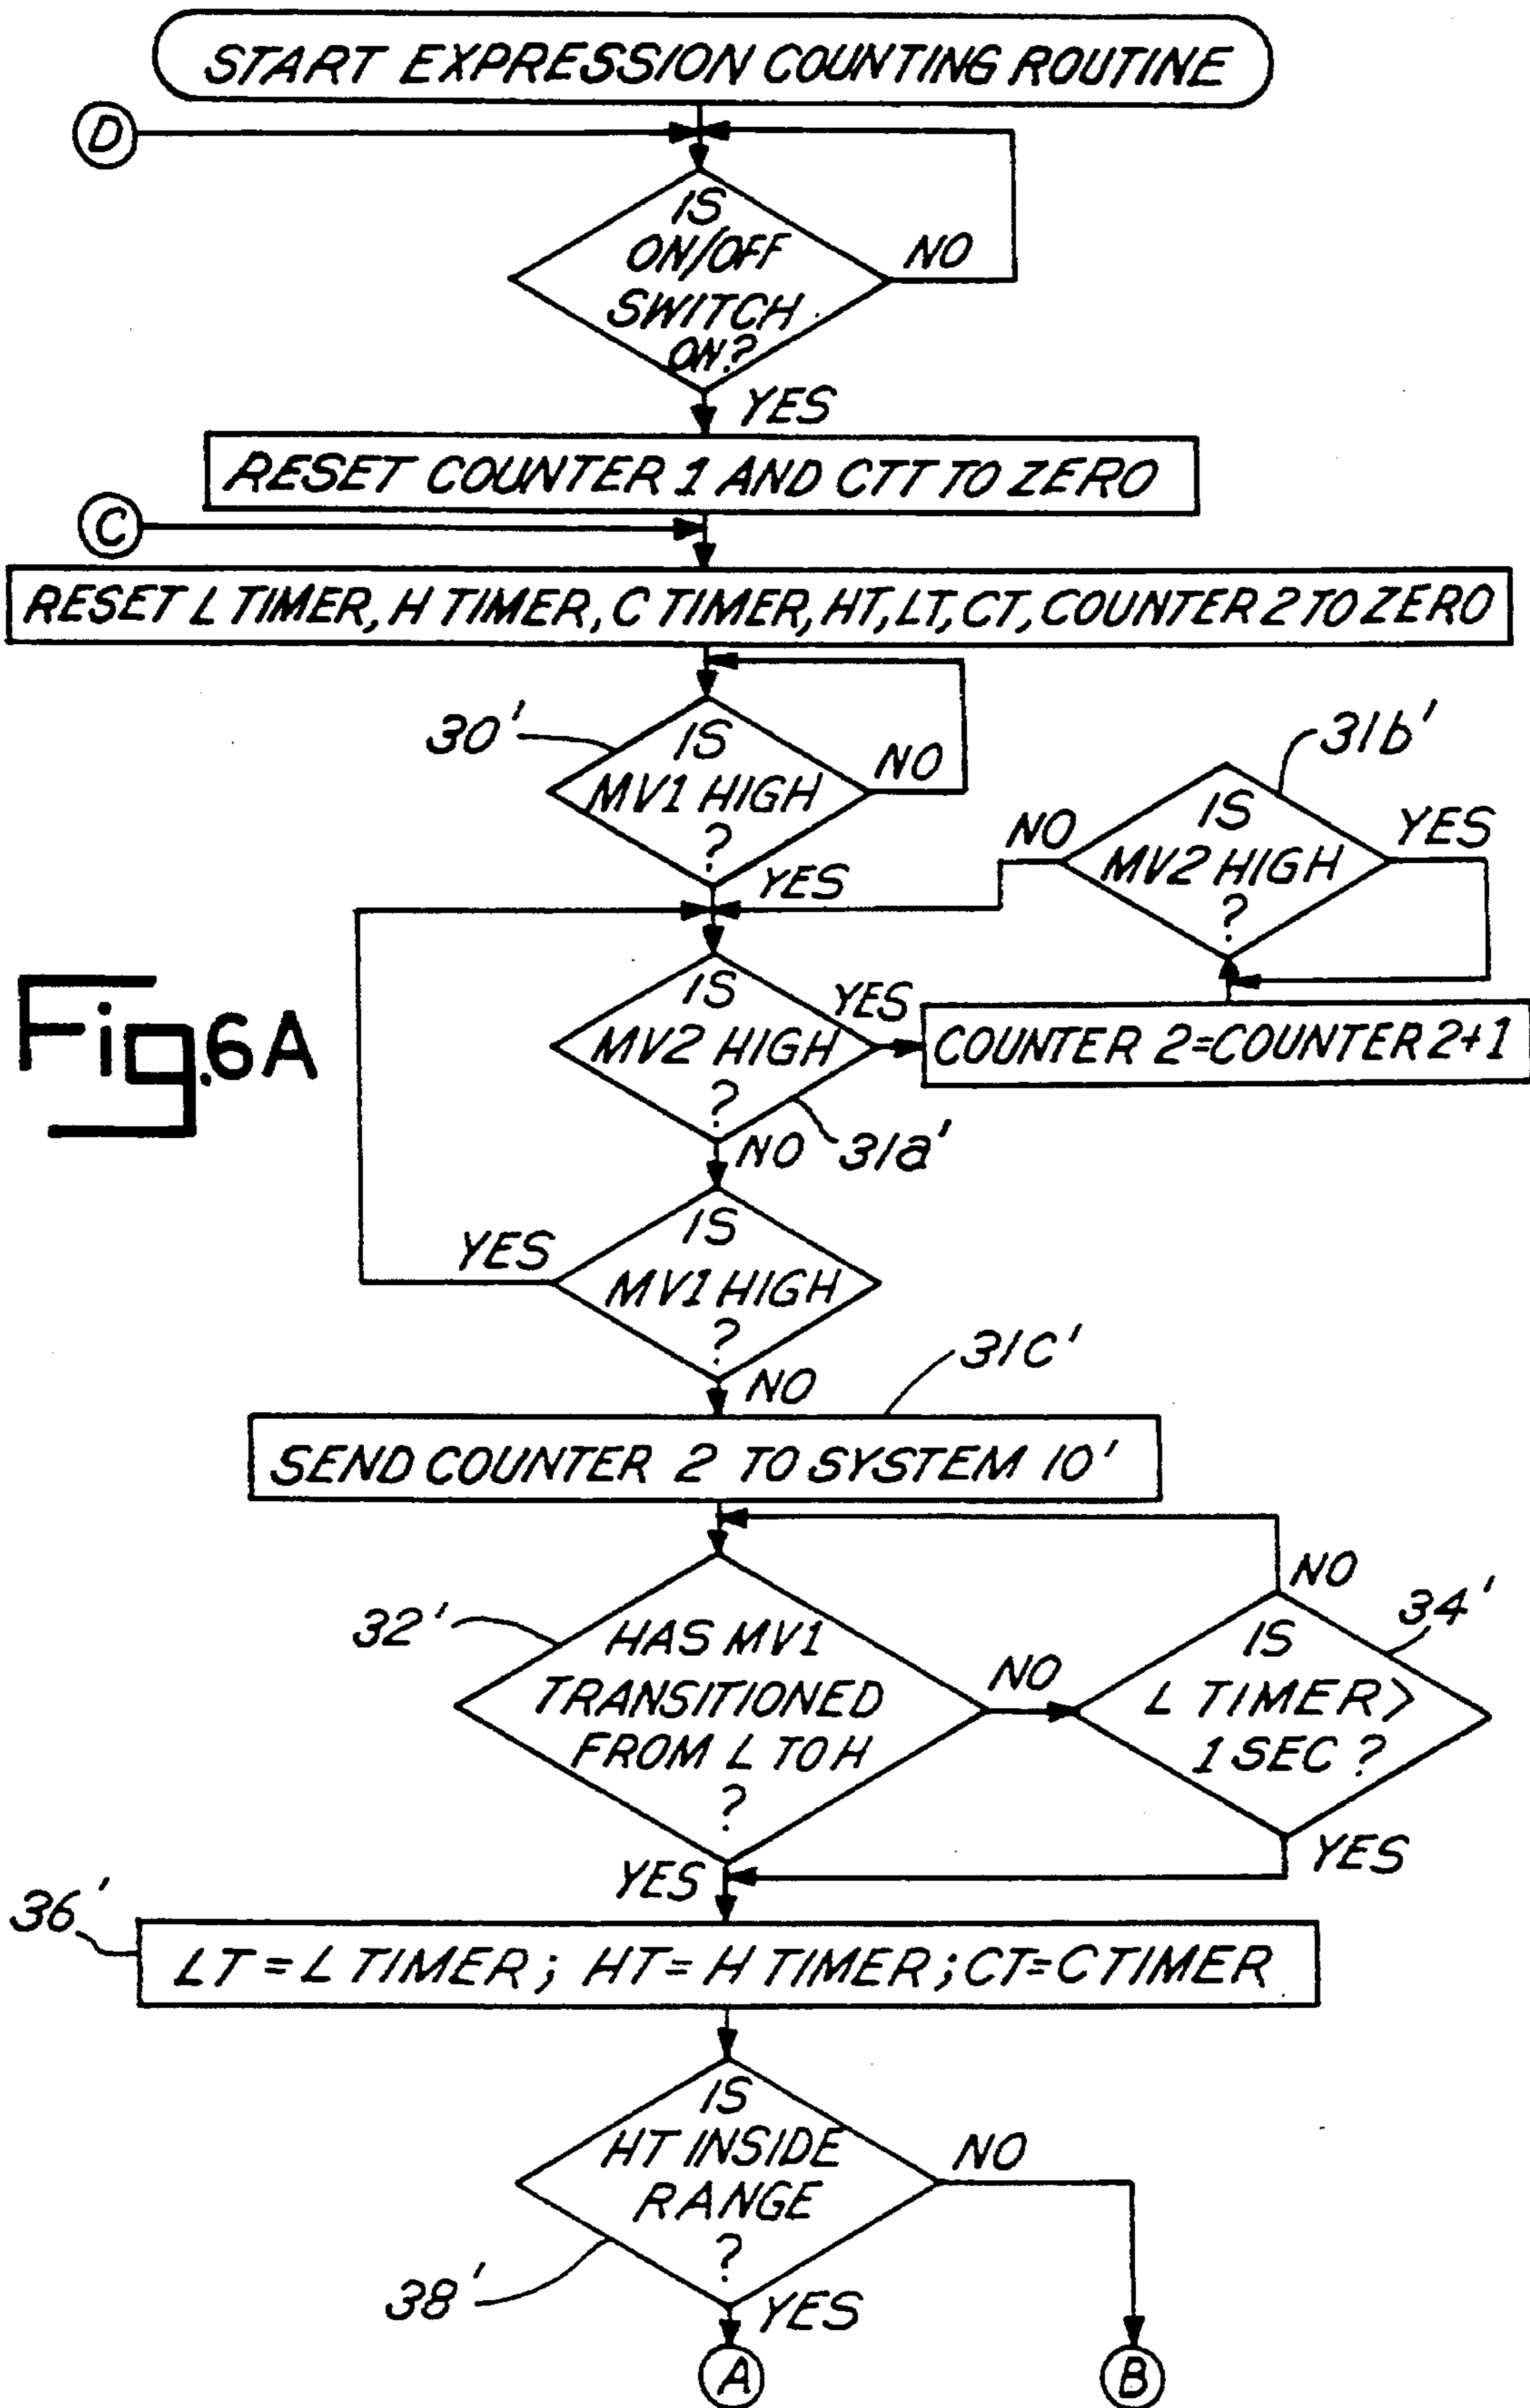 START EXPRESSION COUNTING ROUTINE
D
IS
ON/OFF
SWITCH
ON?
NO
YES
RESET COUNTER 1 AND CTT TO ZERO
C
RESET L TIMER, H TIMER, C TIMER, HT, LT, CT, COUNTER 2 TO ZERO
30'
IS
MV1 HIGH
?
NO
YES
31b'
IS
MV2 HIGH
?
NO
YES
Fig.6A
IS
MV2 HIGH
?
YES
COUNTER 2=COUNTER 2+1
NO
31a'
IS
MV1 HIGH
?
YES
NO
31c'
SEND COUNTER 2 TO SYSTEM 10'
32'
HAS MV1
TRANSITIONED
FROM L TO H
?
NO
34'
IS
L TIMER>
1 SEC ?
NO
YES
YES
36'
LT = L TIMER; HT= H TIMER; CT= C TIMER
IS
HT INSIDE
RANGE
?
NO
38'
YES
A
B